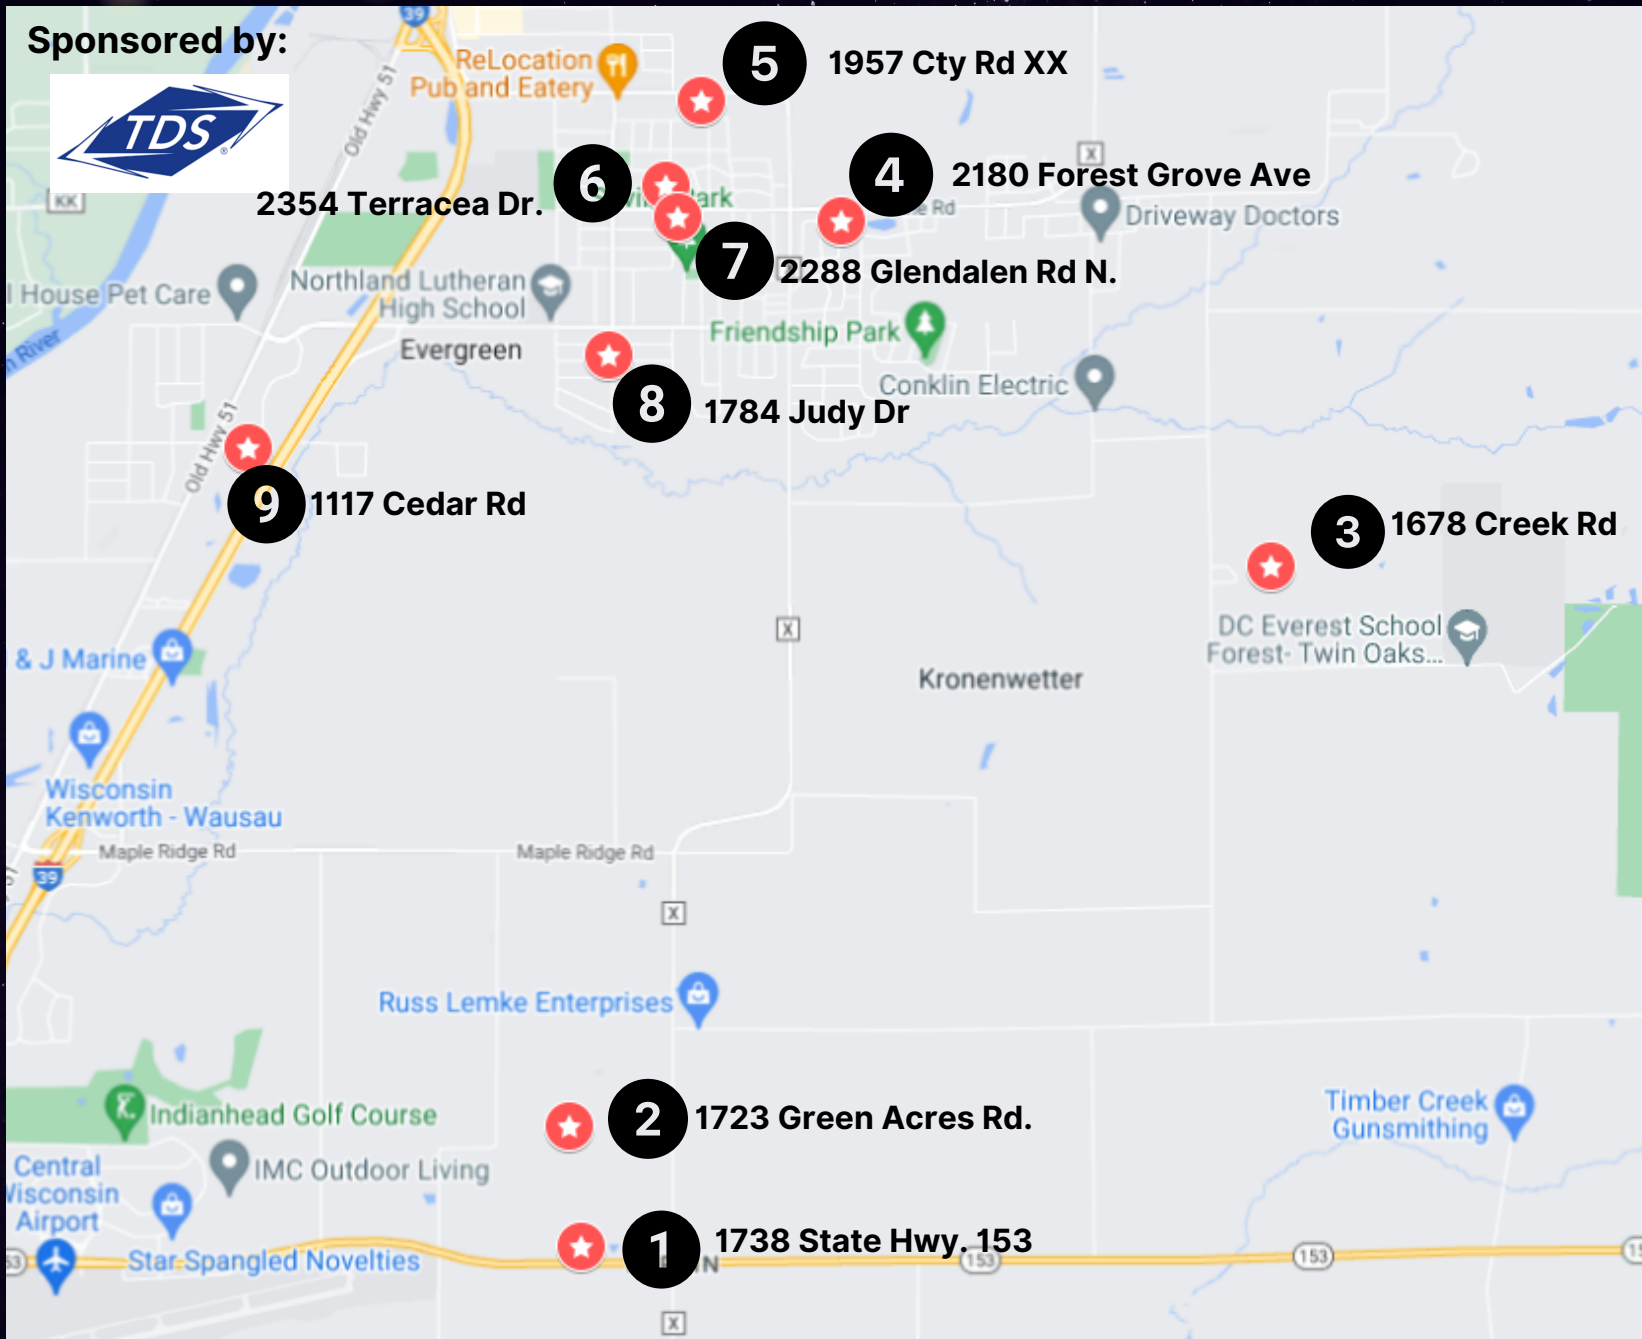 39
Sponsored by:
TDS
®
Old Hwy 51
ReLocation
Pub and Eatery
5
1957 Cty Rd XX
X
4
2180 Forest Grove Ave
KK
6
2354 Terracea Dr.
Park
Rd
Driveway Doctors
7
2288 Glendalen Rd N.
House Pet Care
Northland Lutheran
High School
Friendship Park
River
Evergreen
Conklin Electric
8
1784 Judy Dr
Old Hwy 51
9
1117 Cedar Rd
3
1678 Creek Rd
X
DC Everest School
Forest- Twin Oaks...
& J Marine
Kronenwetter
Wisconsin
Kenworth - Wausau
Maple Ridge Rd
Maple Ridge Rd
39
X
Russ Lemke Enterprises
Indianhead Golf Course
2
1723 Green Acres Rd.
Timber Creek
Gunsmithing
Central
Wisconsin
Airport
IMC Outdoor Living
1
1738 State Hwy. 153
Star Spangled Novelties
153
153
X